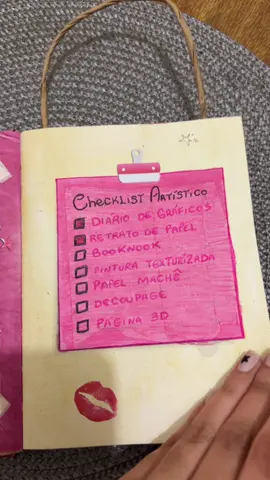 CHECKLIST ARTÍSTICO
DIÁRIO DE GRÁFICOS
RETRATO DE PAPEL
BOOKNOOK
PINTURA TEXTURIZADA
PAPEL MACHÊ
DECOUPAGE
PÁGINA 3D